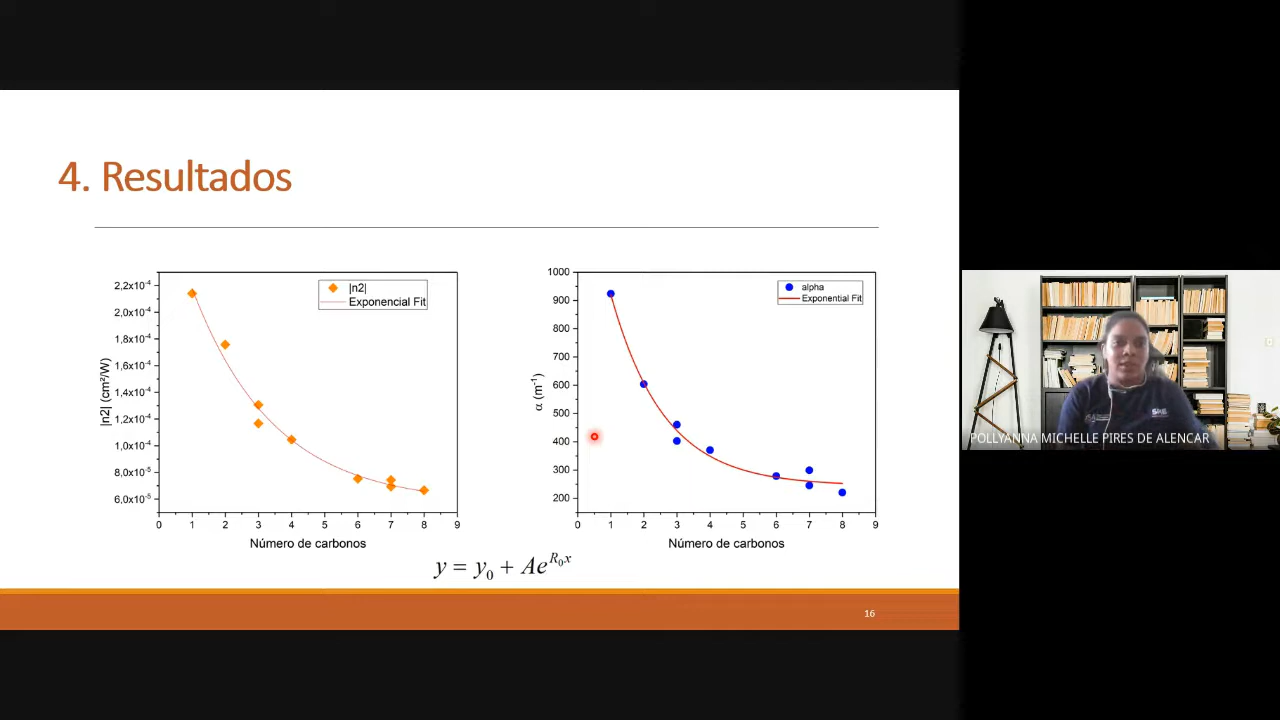 4. Resultados
|n2|
Exponencial Fit
|n2| (cm²/W)
2,2x10⁻⁴
2,0x10⁻⁴
1,8x10⁻⁴
1,6x10⁻⁴
1,4x10⁻⁴
1,2x10⁻⁴
1,0x10⁻⁴
8,0x10⁻⁵
6,0x10⁻⁵
0 1 2 3 4 5 6 7 8 9
Número de carbonos
alpha
Exponential Fit
α (m⁻¹)
1000
900
800
700
600
500
400
300
200
0 1 2 3 4 5 6 7 8 9
Número de carbonos
y = y₀ + Ae^{R₀x}
16
POLLYANNA MICHELLE PIRES DE ALENCAR